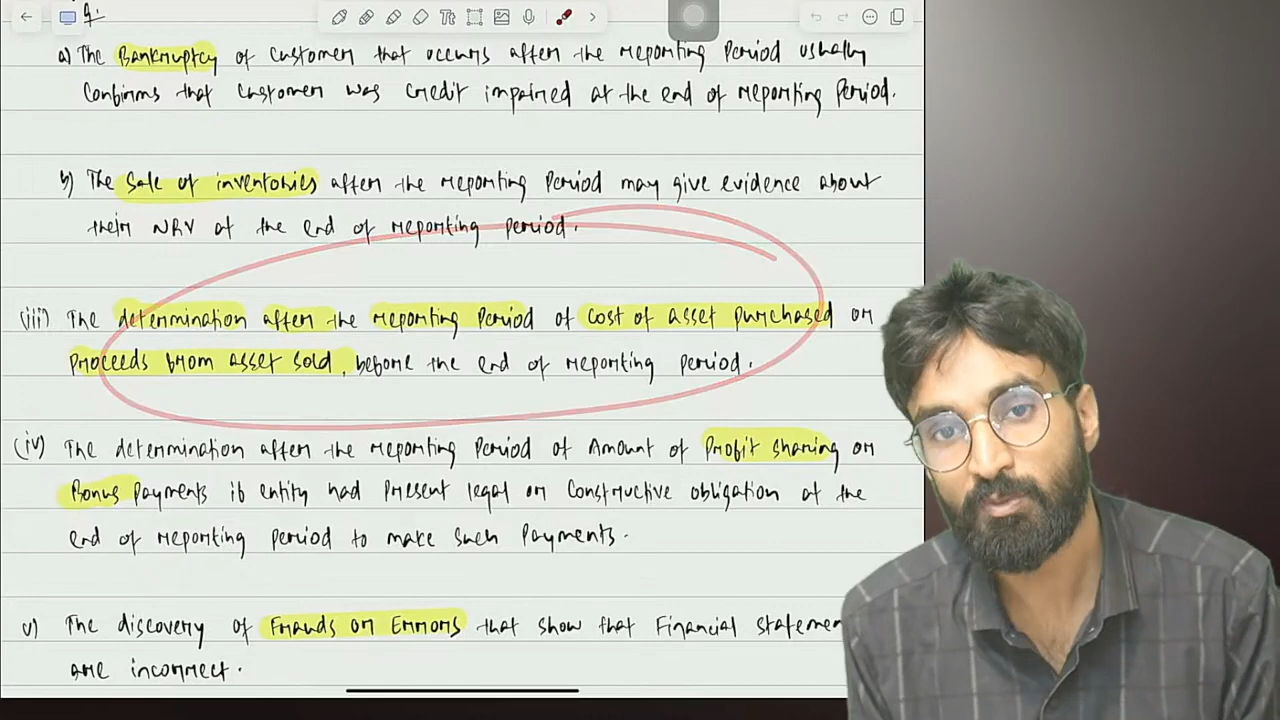 a) The Bankruptcy of customer that occurs after the reporting Period usually
Confirms that customer was credit impaired at the end of reporting Period.
b) The Sale of inventories after the reporting Period may give evidence about
their NRV at the end of reporting period.
(iii) The determination after the reporting Period of cost of asset purchased or
Proceeds from asset sold, before the end of reporting period.
(iv) The determination after the reporting Period of Amount of Profit sharing or
Bonus Payments if entity had Present legal or Constructive obligation at the
end of reporting period to make such Payments.
v) The discovery of Frauds or Errors that show that Financial statemen
are incorrect.